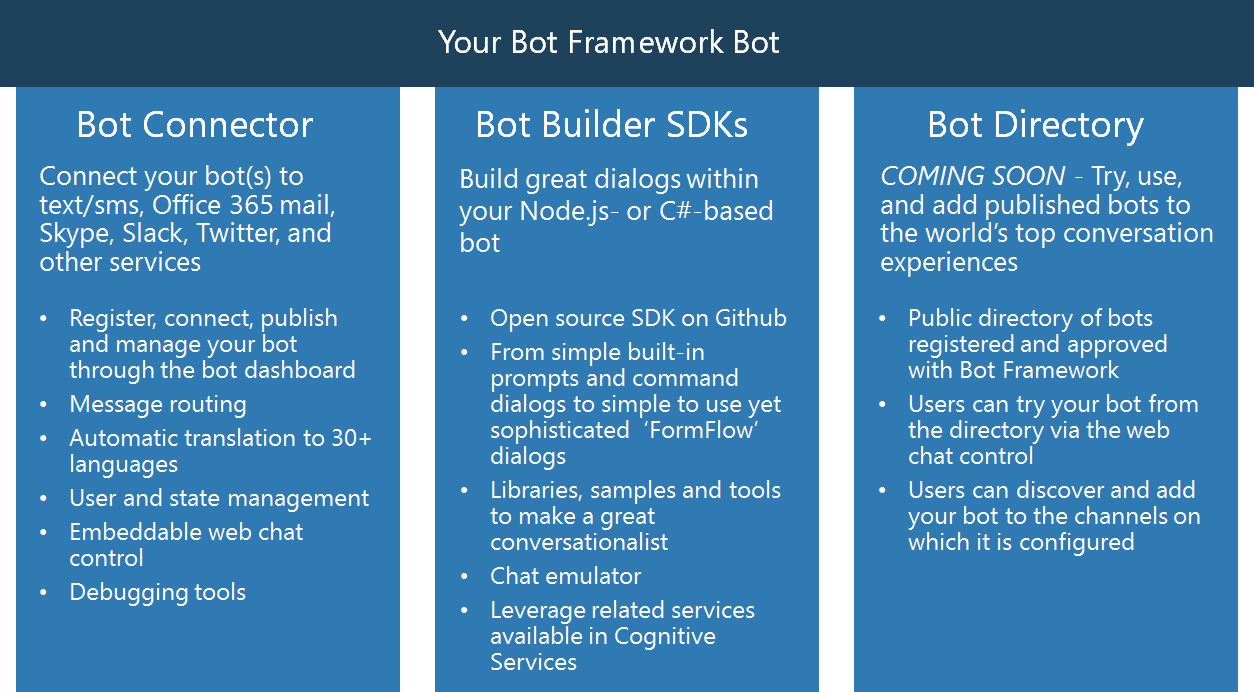 Your Bot Framework Bot
Bot Connector
Connect your bot(s) to
text/sms, Office 365 mail,
Skype, Slack, Twitter, and
other services
• Register, connect, publish
and manage your bot
through the bot dashboard
• Message routing
• Automatic translation to 30+
languages
• User and state management
• Embeddable web chat
control
• Debugging tools
Bot Builder SDKs
Build great dialogs within
your Node.js- or C#-based
bot
• Open source SDK on Github
• From simple built-in
prompts and command
dialogs to simple to use yet
sophisticated ‘FormFlow’
dialogs
• Libraries, samples and tools
to make a great
conversationalist
• Chat emulator
• Leverage related services
available in Cognitive
Services
Bot Directory
COMING SOON - Try, use,
and add published bots to
the world’s top conversation
experiences
• Public directory of bots
registered and approved
with Bot Framework
• Users can try your bot from
the directory via the web
chat control
• Users can discover and add
your bot to the channels on
which it is configured